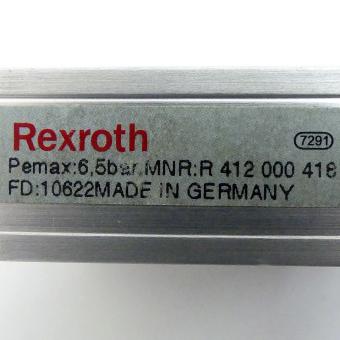 Rexroth 7291
Pemax:6,5bar.MNR:R 412 000 418
FD:10622MADE IN GERMANY